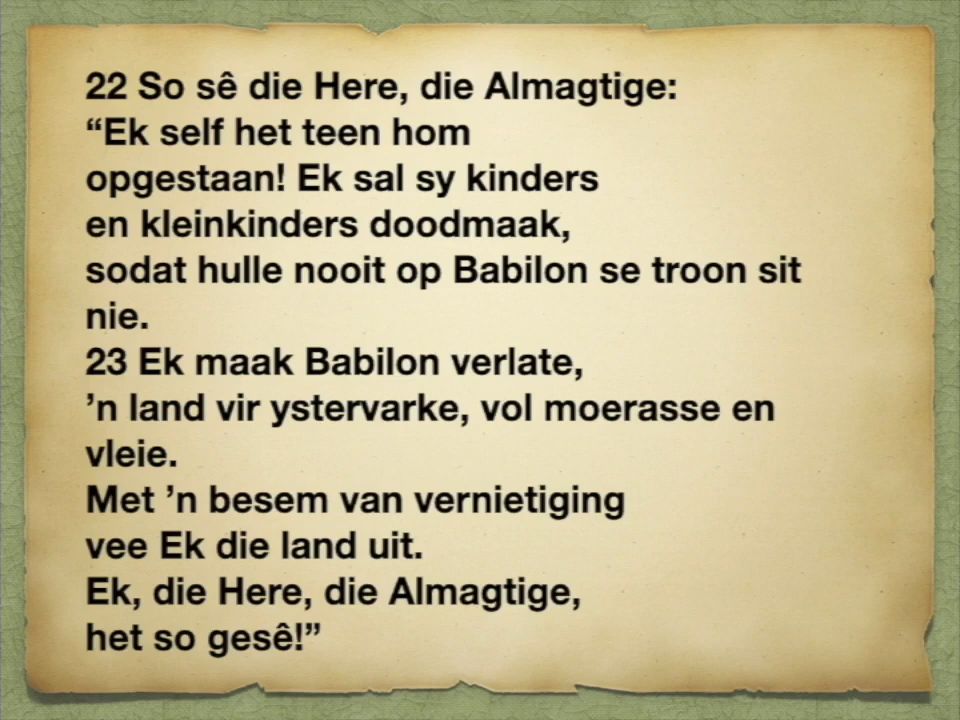 22 So sê die Here, die Almagtige:
“Ek self het teen hom
opgestaan! Ek sal sy kinders
en kleinkinders doodmaak,
sodat hulle nooit op Babilon se troon sit
nie.
23 Ek maak Babilon verlate,
’n land vir ystervarke, vol moerasse en
vleie.
Met ’n besem van vernietiging
vee Ek die land uit.
Ek, die Here, die Almagtige,
het so gesê!”